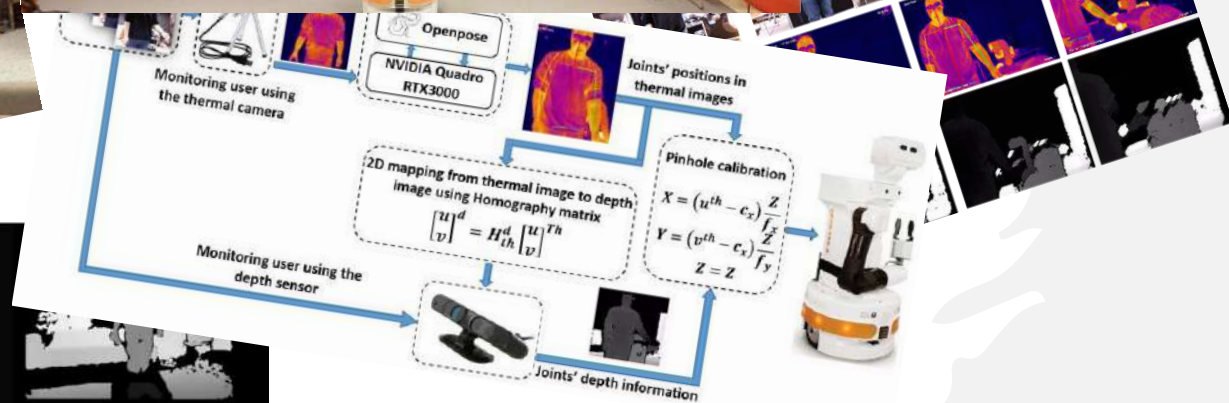 Openpose
NVIDIA Quadro
RTX3000
Monitoring user using
the thermal camera
Joints' positions in
thermal images
2D mapping from thermal image to depth
image using Homography matrix
[u v]^d = H_th^d [u v]^Th
Pinhole calibration
X = (u^th − c_x) Z/f_x
Y = (v^th − c_x) Z/f_y
Z = Z
Monitoring user using the
depth sensor
Joints' depth information